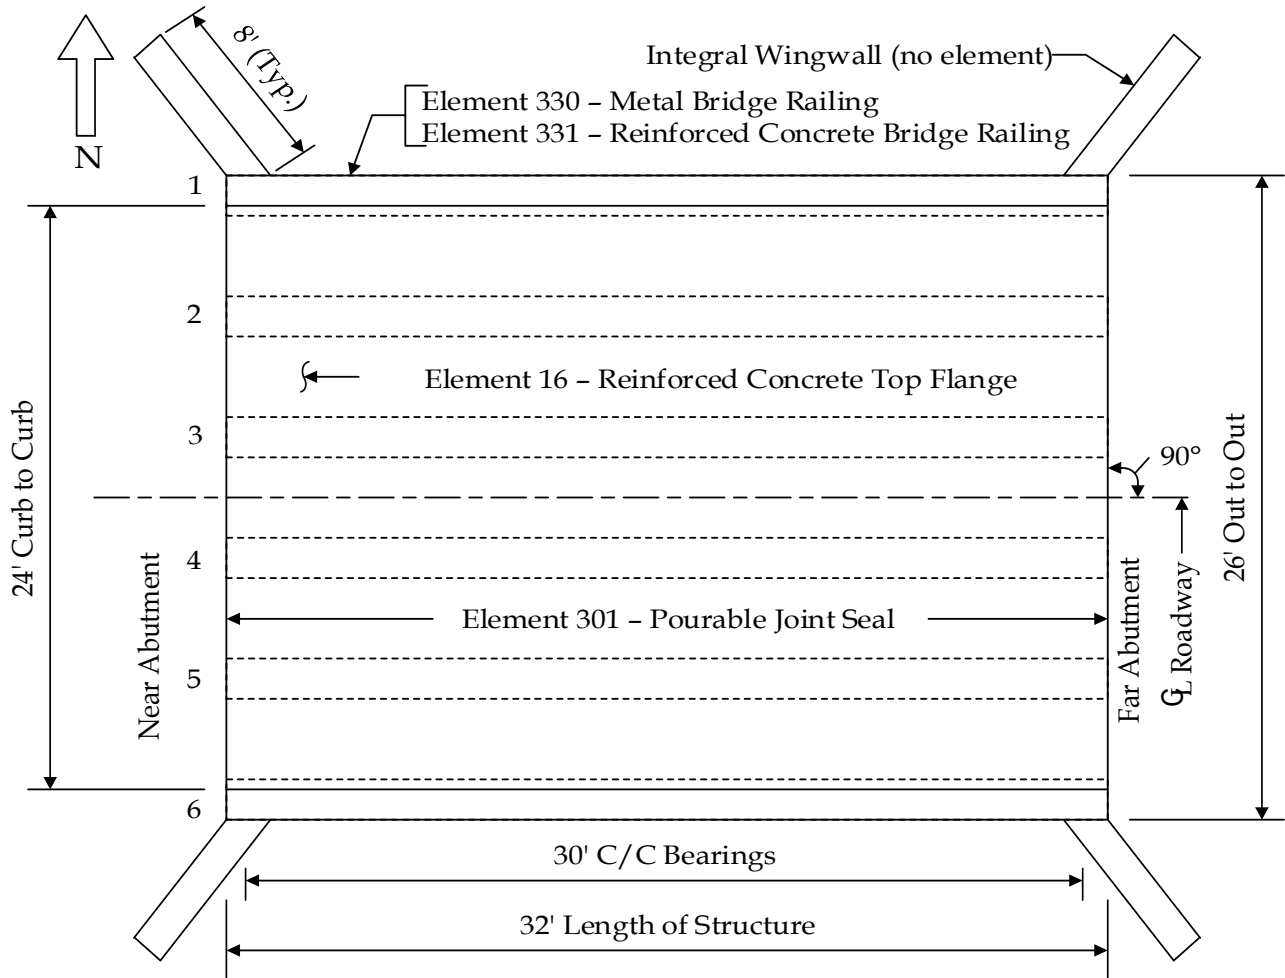 8' (Typ.)
Integral Wingwall (no element)
Element 330 – Metal Bridge Railing
Element 331 – Reinforced Concrete Bridge Railing
N
1
2
Element 16 – Reinforced Concrete Top Flange
3
24' Curb to Curb
90°
26' Out to Out
4
Near Abutment
Element 301 – Pourable Joint Seal
Far Abutment
CL Roadway
5
6
30' C/C Bearings
32' Length of Structure